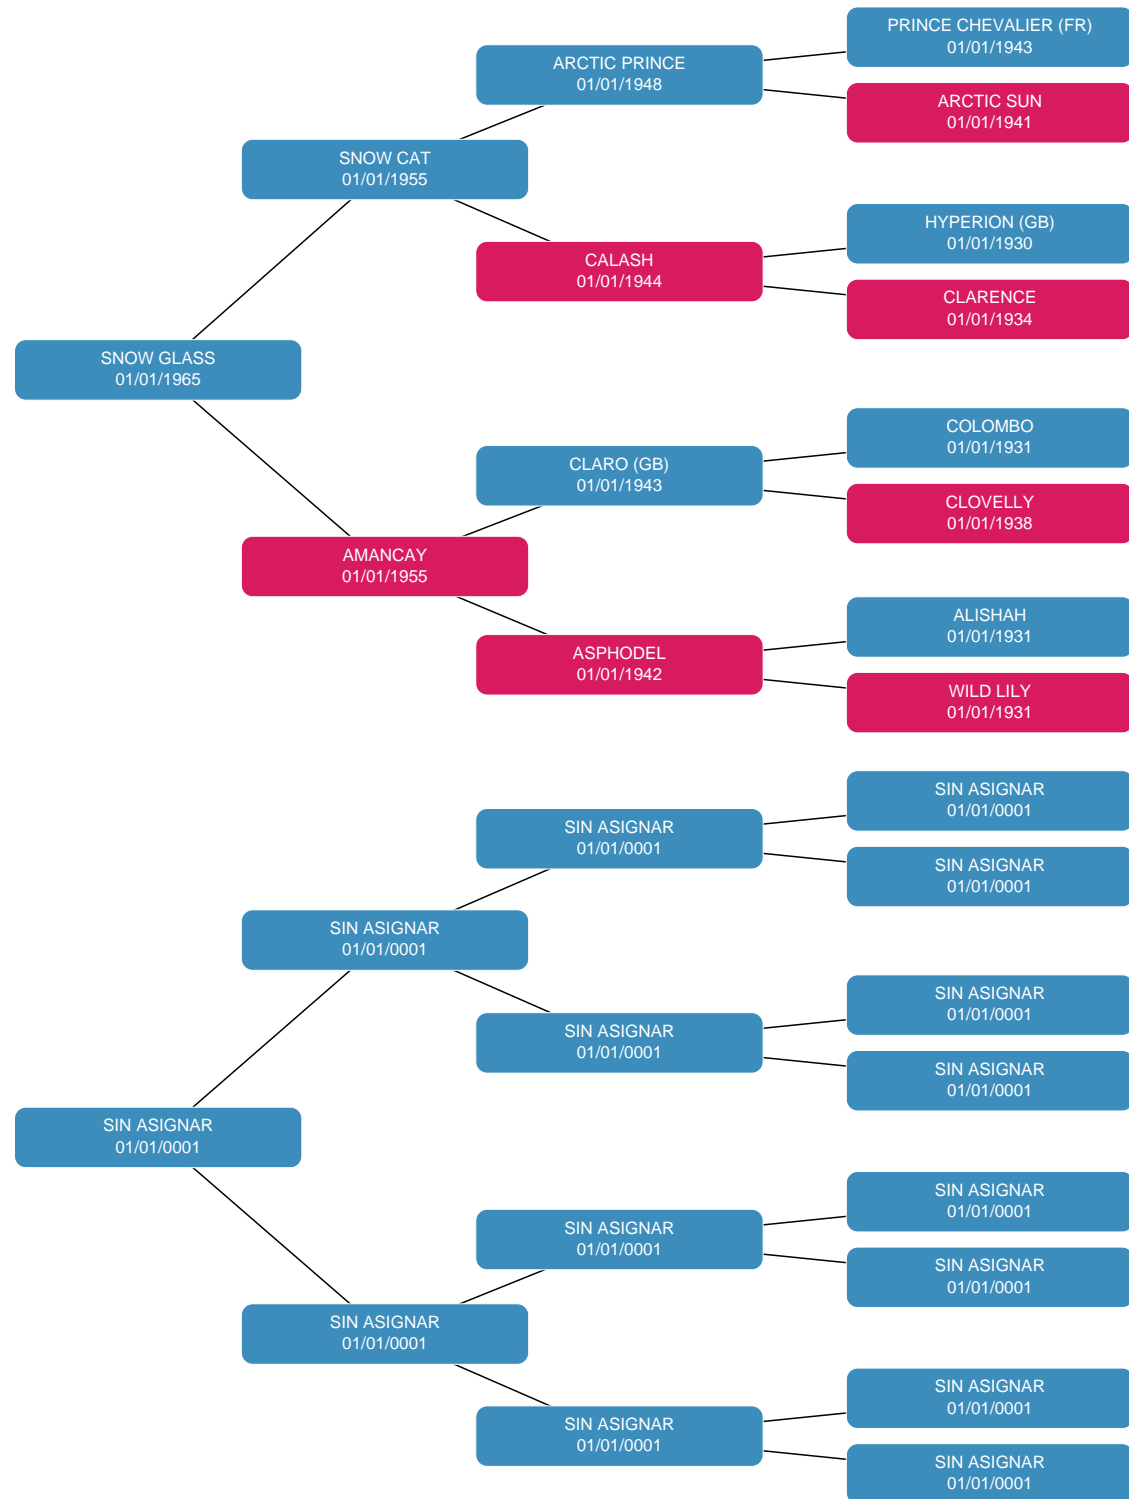 PRINCE CHEVALIER (FR)
01/01/1943
ARCTIC PRINCE
01/01/1948
ARCTIC SUN
01/01/1941
SNOW CAT
01/01/1955
HYPERION (GB)
01/01/1930
CALASH
01/01/1944
CLARENCE
01/01/1934
SNOW GLASS
01/01/1965
COLOMBO
01/01/1931
CLARO (GB)
01/01/1943
CLOVELLY
01/01/1938
AMANCAY
01/01/1955
ALISHAH
01/01/1931
ASPHODEL
01/01/1942
WILD LILY
01/01/1931
SIN ASIGNAR
01/01/0001
SIN ASIGNAR
01/01/0001
SIN ASIGNAR
01/01/0001
SIN ASIGNAR
01/01/0001
SIN ASIGNAR
01/01/0001
SIN ASIGNAR
01/01/0001
SIN ASIGNAR
01/01/0001
SIN ASIGNAR
01/01/0001
SIN ASIGNAR
01/01/0001
SIN ASIGNAR
01/01/0001
SIN ASIGNAR
01/01/0001
SIN ASIGNAR
01/01/0001
SIN ASIGNAR
01/01/0001
SIN ASIGNAR
01/01/0001
SIN ASIGNAR
01/01/0001